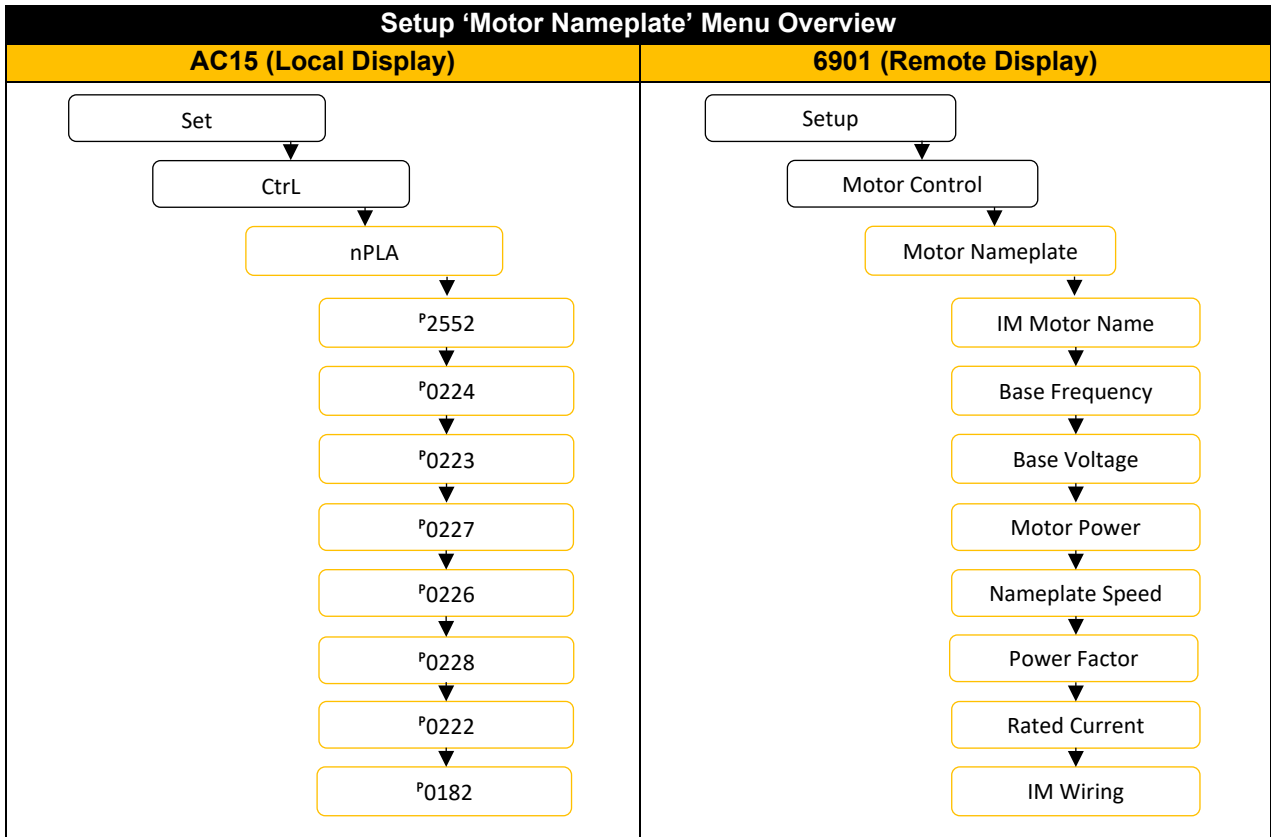 Setup ‘Motor Nameplate’ Menu Overview
AC15 (Local Display)
Set
CtrL
nPLA
ᴾ2552
ᴾ0224
ᴾ0223
ᴾ0227
ᴾ0226
ᴾ0228
ᴾ0222
ᴾ0182
6901 (Remote Display)
Setup
Motor Control
Motor Nameplate
IM Motor Name
Base Frequency
Base Voltage
Motor Power
Nameplate Speed
Power Factor
Rated Current
IM Wiring